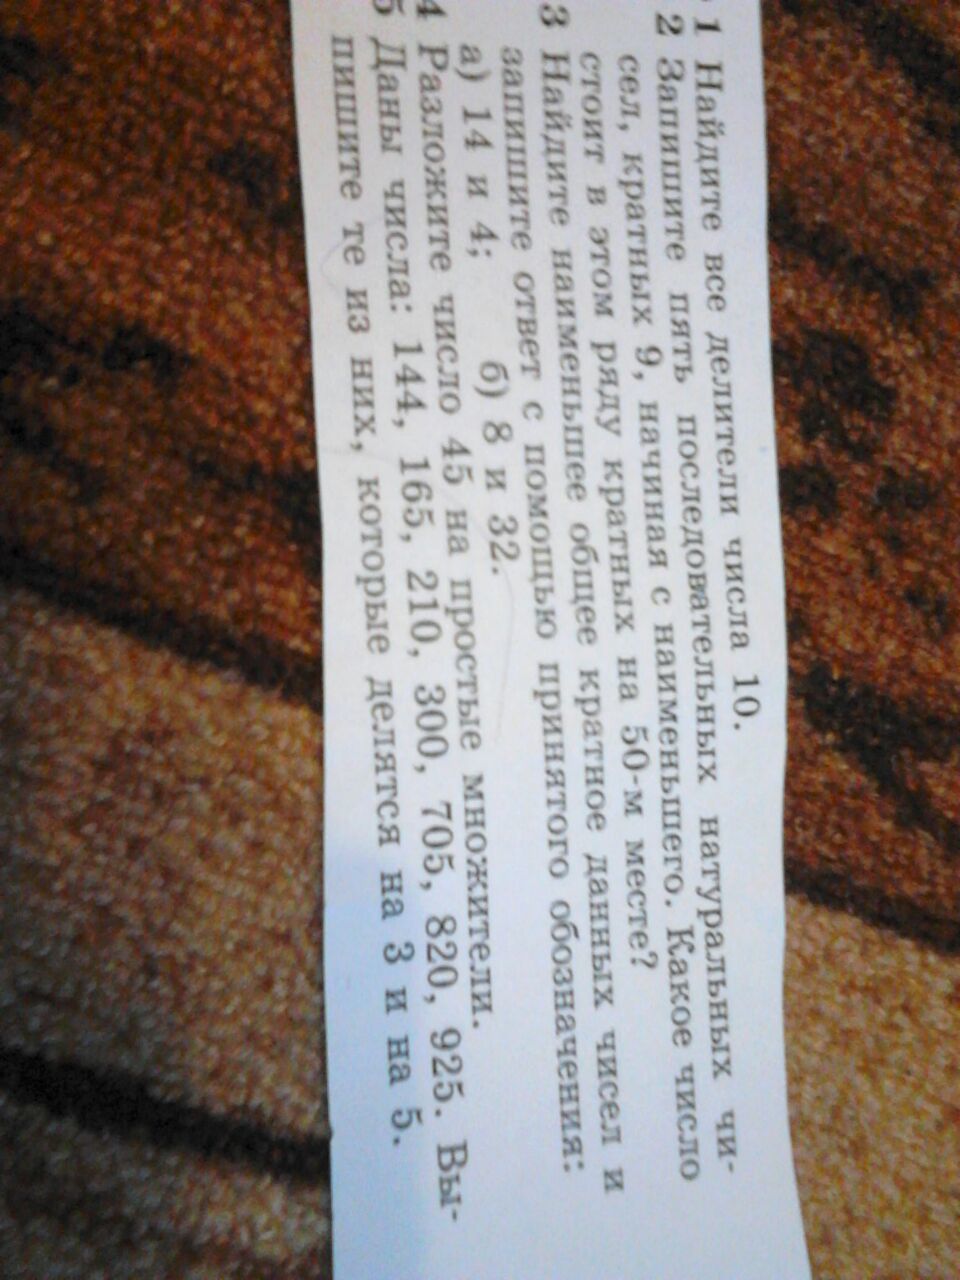 1 Найдите все делители числа 10.
2 Запишите пять последовательных натуральных чи-
сел, кратных 9, начиная с наименьшего. Какое число
стоит в этом ряду кратных на 50-м месте?
3 Найдите наименьшее общее кратное данных чисел и
запишите ответ с помощью принятого обозначения:
а) 14 и 4; б) 8 и 32.
4 Разложите число 45 на простые множители.
5 Даны числа: 144, 165, 210, 300, 705, 820, 925. Вы-
пишите те из них, которые делятся на 3 и на 5.